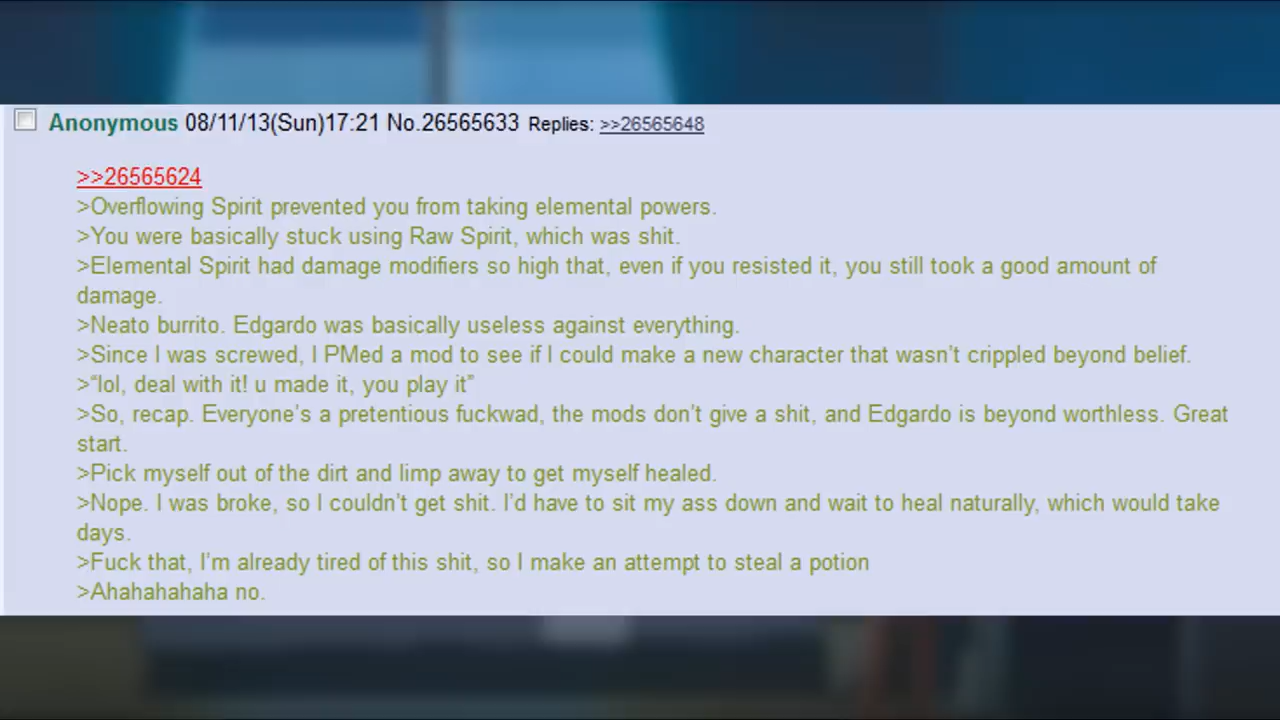 Anonymous 08/11/13(Sun)17:21 No.26565633 Replies: >>26565648
>>26565624
>Overflowing Spirit prevented you from taking elemental powers.
>You were basically stuck using Raw Spirit, which was shit.
>Elemental Spirit had damage modifiers so high that, even if you resisted it, you still took a good amount of
damage.
>Neato burrito. Edgardo was basically useless against everything.
>Since I was screwed, I PMed a mod to see if I could make a new character that wasn’t crippled beyond belief.
>“lol, deal with it! u made it, you play it”
>So, recap. Everyone’s a pretentious fuckwad, the mods don’t give a shit, and Edgardo is beyond worthless. Great
start.
>Pick myself out of the dirt and limp away to get myself healed.
>Nope. I was broke, so I couldn’t get shit. I’d have to sit my ass down and wait to heal naturally, which would take
days.
>Fuck that, I’m already tired of this shit, so I make an attempt to steal a potion
>Ahahahahaha no.